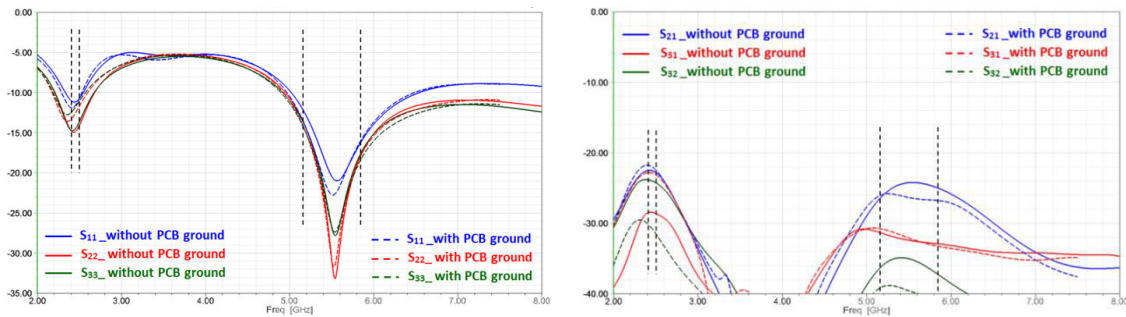 0.00
-5.00
-10.00
-15.00
-20.00
-25.00
-30.00
-35.00
S11_without PCB ground
S22_ without PCB ground
S33_ without PCB ground
S11_with PCB ground
S22_ with PCB ground
S33_ with PCB ground
2.00 3.00 4.00 5.00 6.00 7.00 8.00
Freq [GHz]
0.00
-10.00
-20.00
-30.00
-40.00
S21_without PCB ground
S31_without PCB ground
S32_without PCB ground
S21_with PCB ground
S31_with PCB ground
S32_with PCB ground
2.00 3.00 4.00 5.00 6.00 7.00 8.00
Freq [GHz]